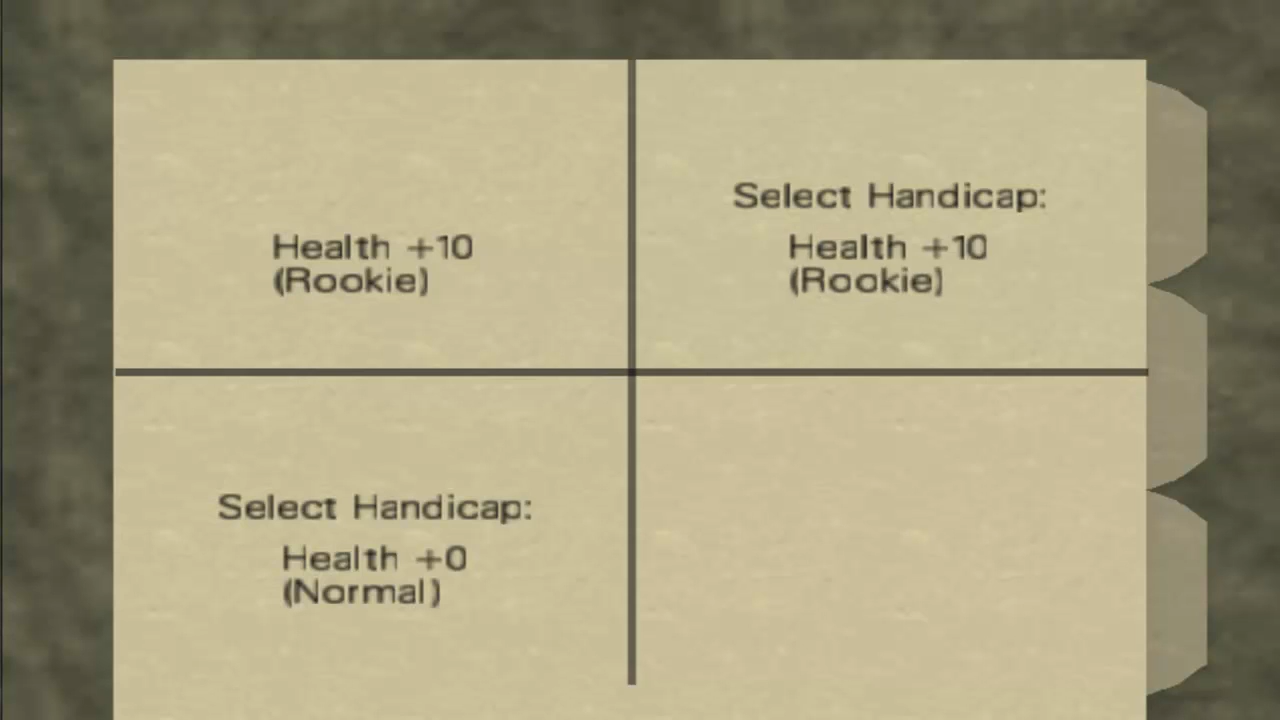 Health +10
(Rookie)
Select Handicap:
Health +10
(Rookie)
Select Handicap:
Health +0
(Normal)